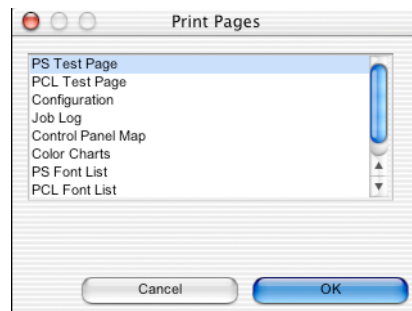 Print Pages
PS Test Page
PCL Test Page
Configuration
Job Log
Control Panel Map
Color Charts
PS Font List
PCL Font List
Cancel OK